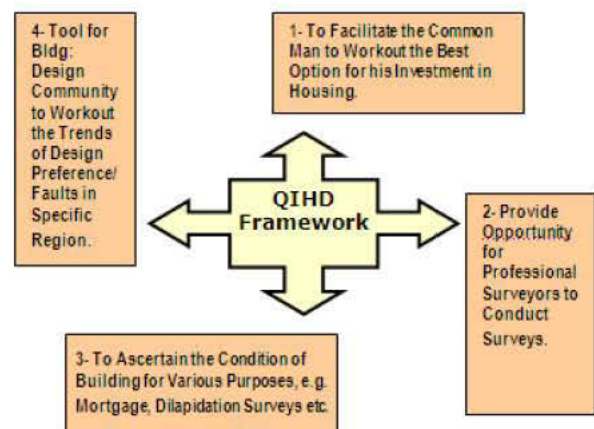 4- Tool for
Bldg:
Design
Community
to Workout
the Trends
of Design
Preference/
Faults in
Specific
Region.
1- To Facilitate the Common
Man to Workout the Best
Option for his Investment in
Housing.
QIHD
Framework
2- Provide
Opportunity
for
Professional
Surveyors to
Conduct
Surveys.
3- To Ascertain the Condition of
Building for Various Purposes, e.g.
Mortgage, Dilapidation Surveys etc.